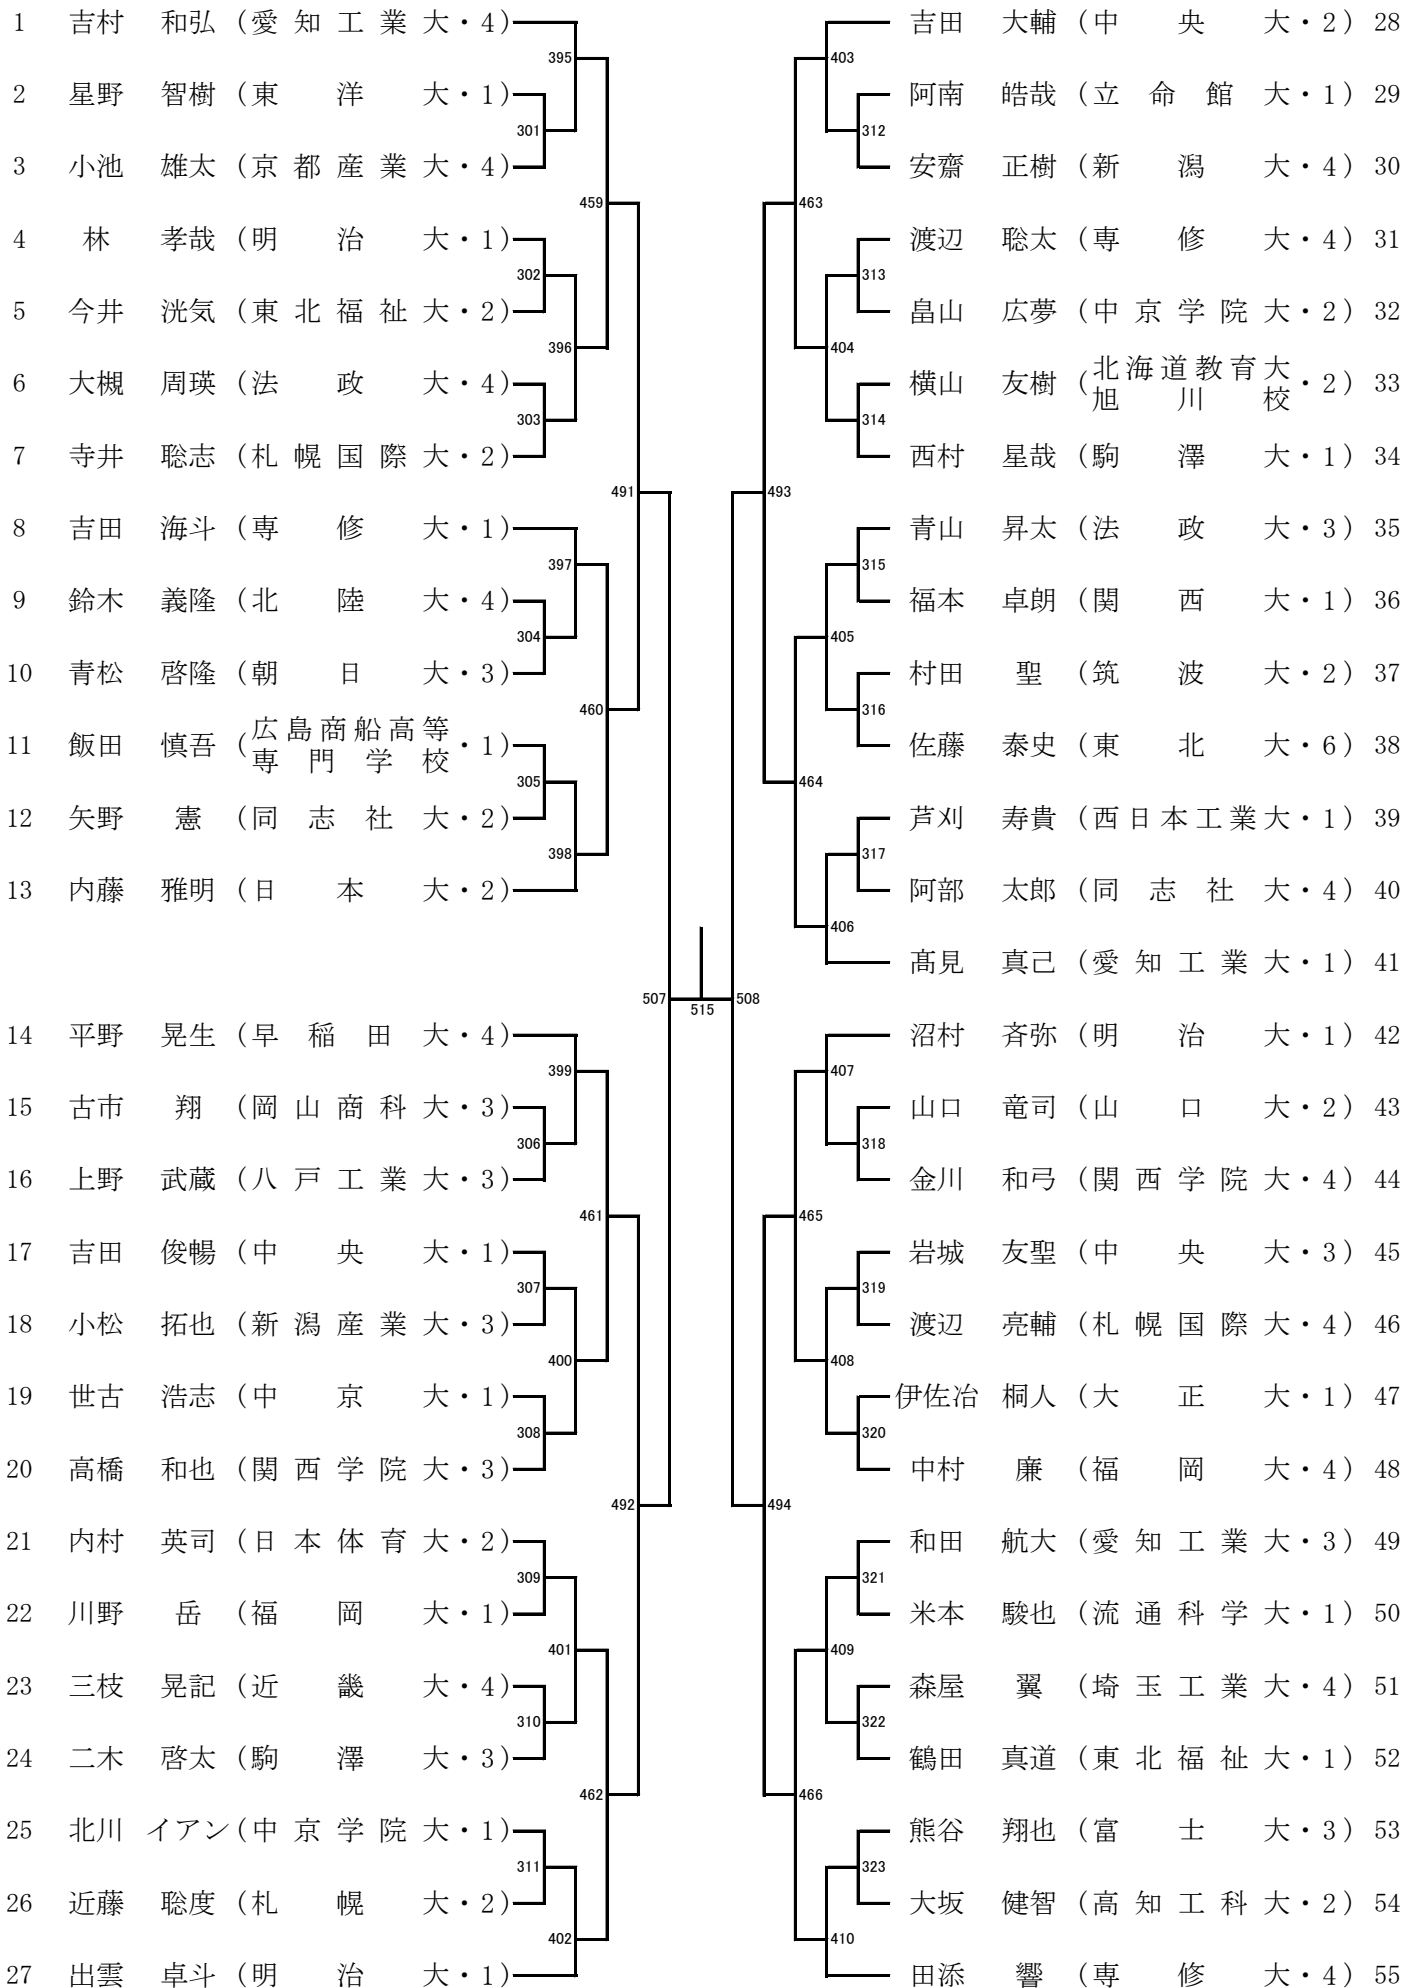 1 吉村 和弘 (愛知工業大・4)
395
2 星野 智樹 (東洋大・1)
301
3 小池 雄太 (京都産業大・4)
459
4 林 孝哉 (明治大・1)
302
5 今井 洸気 (東北福祉大・2)
396
6 大槻 周瑛 (法政大・4)
303
7 寺井 聡志 (札幌国際大・2)
491
8 吉田 海斗 (専修大・1)
397
9 鈴木 義隆 (北陸大・4)
304
10 青松 啓隆 (朝日大・3)
460
11 飯田 慎吾 (広島商船高等専門学校・1)
305
12 矢野 憲 (同志社大・2)
398
13 内藤 雅明 (日本大・2)
507
515
14 平野 晃生 (早稲田大・4)
399
15 古市 翔 (岡山商科大・3)
306
16 上野 武蔵 (八戸工業大・3)
461
17 吉田 俊暢 (中央大・1)
307
18 小松 拓也 (新潟産業大・3)
400
19 世古 浩志 (中京大・1)
308
20 高橋 和也 (関西学院大・3)
492
21 内村 英司 (日本体育大・2)
309
22 川野 岳 (福岡大・1)
401
23 三枝 晃記 (近畿大・4)
310
24 二木 啓太 (駒澤大・3)
462
25 北川 イアン (中京学院大・1)
311
26 近藤 聡度 (札幌大・2)
402
27 出雲 卓斗 (明治大・1)
吉田 大輔 (中央大・2) 28
403
阿南 皓哉 (立命館大・1) 29
312
安齋 正樹 (新潟大・4) 30
463
渡辺 聡太 (専修大・4) 31
313
畠山 広夢 (中京学院大・2) 32
404
横山 友樹 (北海道教育大旭川校・2) 33
314
西村 星哉 (駒澤大・1) 34
493
青山 昇太 (法政大・3) 35
315
福本 卓朗 (関西大・1) 36
405
村田 聖 (筑波大・2) 37
316
佐藤 泰史 (東北大・6) 38
464
芦刈 寿貴 (西日本工業大・1) 39
317
阿部 太郎 (同志社大・4) 40
406
髙見 真己 (愛知工業大・1) 41
508
沼村 斉弥 (明治大・1) 42
407
山口 竜司 (山口大・2) 43
318
金川 和弓 (関西学院大・4) 44
465
岩城 友聖 (中央大・3) 45
319
渡辺 亮輔 (札幌国際大・4) 46
408
伊佐冶 桐人 (大正大・1) 47
320
中村 廉 (福岡大・4) 48
494
和田 航大 (愛知工業大・3) 49
321
米本 駿也 (流通科学大・1) 50
409
森屋 翼 (埼玉工業大・4) 51
322
鶴田 真道 (東北福祉大・1) 52
466
熊谷 翔也 (富士大・3) 53
323
大坂 健智 (高知工科大・2) 54
410
田添 響 (専修大・4) 55